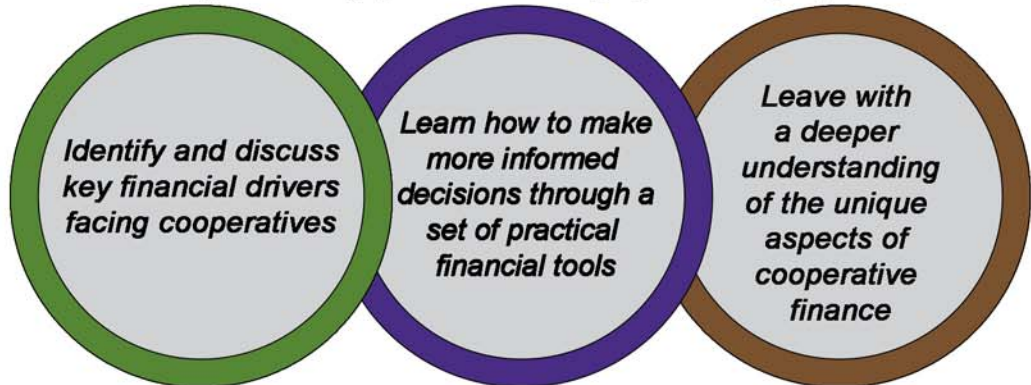 Identify and discuss
key financial drivers
facing cooperatives
Learn how to make
more informed
decisions through a
set of practical
financial tools
Leave with
a deeper
understanding
of the unique
aspects of
cooperative
finance